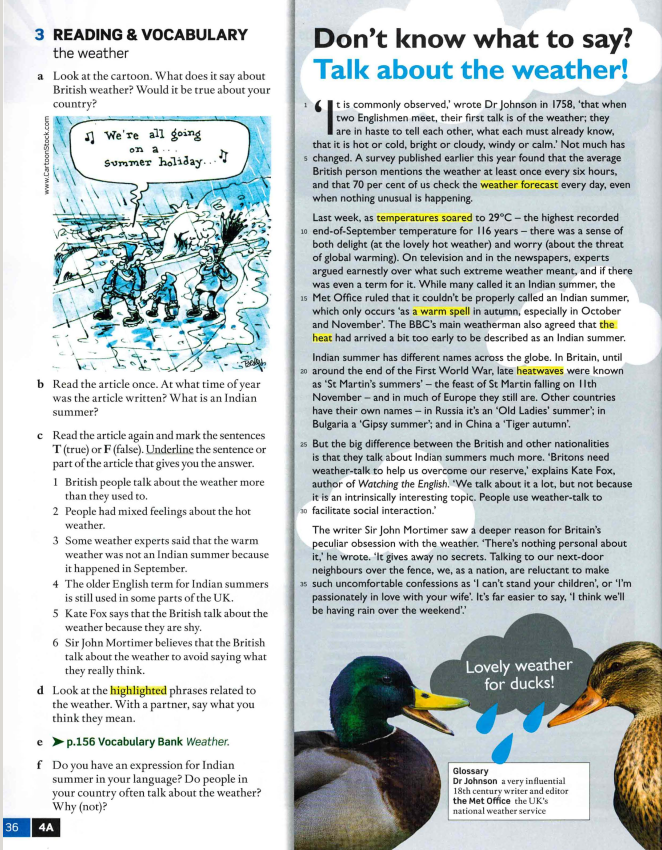 3 READING & VOCABULARY
the weather
a Look at the cartoon. What does it say about
British weather? Would it be true about your
country?
www.CartoonStock.com
We're all going
on a...
summer holiday...
b Read the article once. At what time of year
was the article written? What is an Indian
summer?
c Read the article again and mark the sentences
T (true) or F (false). Underline the sentence or
part of the article that gives you the answer.
1 British people talk about the weather more
than they used to.
2 People had mixed feelings about the hot
weather.
3 Some weather experts said that the warm
weather was not an Indian summer because
it happened in September.
4 The older English term for Indian summers
is still used in some parts of the UK.
5 Kate Fox says that the British talk about the
weather because they are shy.
6 Sir John Mortimer believes that the British
talk about the weather to avoid saying what
they really think.
d Look at the highlighted phrases related to
the weather. With a partner, say what you
think they mean.
e ➤ p.156 Vocabulary Bank Weather.
f Do you have an expression for Indian
summer in your language? Do people in
your country often talk about the weather?
Why (not)?
36 4A
Don't know what to say?
Talk about the weather!
1 'It is commonly observed,' wrote Dr Johnson in 1758, 'that when
two Englishmen meet, their first talk is of the weather; they
are in haste to tell each other, what each must already know,
that it is hot or cold, bright or cloudy, windy or calm.' Not much has
5 changed. A survey published earlier this year found that the average
British person mentions the weather at least once every six hours,
and that 70 per cent of us check the weather forecast every day, even
when nothing unusual is happening.
Last week, as temperatures soared to 29ºC – the highest recorded
10 end-of-September temperature for 116 years – there was a sense of
both delight (at the lovely hot weather) and worry (about the threat
of global warming). On television and in the newspapers, experts
argued earnestly over what such extreme weather meant, and if there
was even a term for it. While many called it an Indian summer, the
15 Met Office ruled that it couldn't be properly called an Indian summer,
which only occurs 'as a warm spell in autumn, especially in October
and November'. The BBC's main weatherman also agreed that the
heat had arrived a bit too early to be described as an Indian summer.
Indian summer has different names across the globe. In Britain, until
20 around the end of the First World War, late heatwaves were known
as 'St Martin's summers' – the feast of St Martin falling on 11th
November – and in much of Europe they still are. Other countries
have their own names – in Russia it's an 'Old Ladies' summer'; in
Bulgaria a 'Gipsy summer'; and in China a 'Tiger autumn'.
25 But the big difference between the British and other nationalities
is that they talk about Indian summers much more. 'Britons need
weather-talk to help us overcome our reserve,' explains Kate Fox,
author of Watching the English. 'We talk about it a lot, but not because
it is an intrinsically interesting topic. People use weather-talk to
30 facilitate social interaction.'
The writer Sir John Mortimer saw a deeper reason for Britain's
peculiar obsession with the weather. 'There's nothing personal about
it,' he wrote. 'It gives away no secrets. Talking to our next-door
neighbours over the fence, we, as a nation, are reluctant to make
35 such uncomfortable confessions as 'I can't stand your children', or 'I'm
passionately in love with your wife'. It's far easier to say, 'I think we'll
be having rain over the weekend'.'
Lovely weather
for ducks!
Glossary
Dr Johnson a very influential
18th century writer and editor
the Met Office the UK's
national weather service